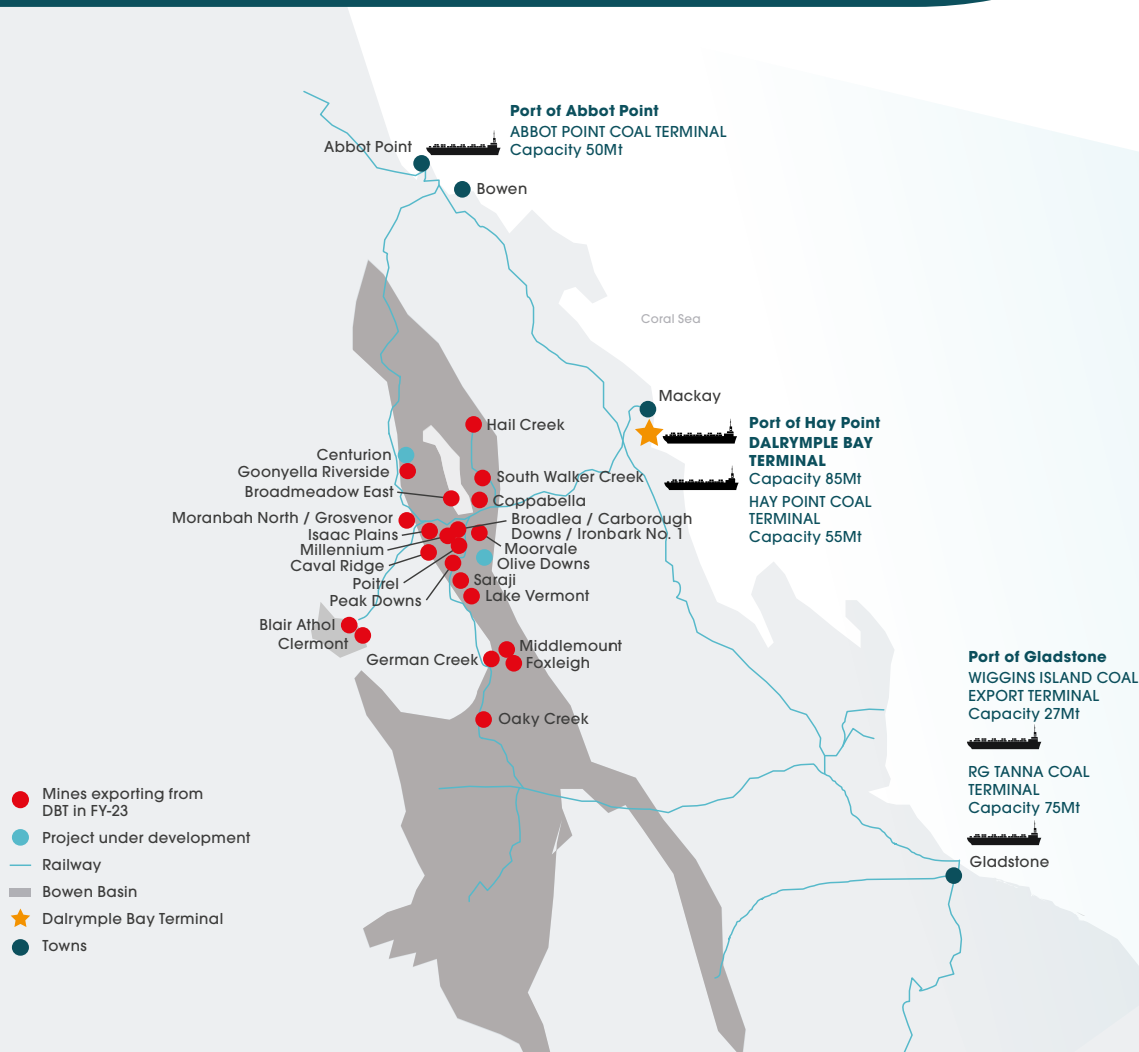 Port of Abbot Point
ABBOT POINT COAL TERMINAL
Capacity 50Mt
Abbot Point
Bowen
Coral Sea
Mackay
Port of Hay Point
DALRYMPLE BAY
TERMINAL
Capacity 85Mt
HAY POINT COAL
TERMINAL
Capacity 55Mt
Hail Creek
Centurion
Goonyella Riverside
South Walker Creek
Broadmeadow East
Coppabella
Moranbah North / Grosvenor
Broadlea / Carborough
Downs / Ironbark No. 1
Isaac Plains
Millennium
Moorvale
Caval Ridge
Olive Downs
Poitrel
Saraji
Peak Downs
Lake Vermont
Blair Athol
Clermont
Middlemount
German Creek
Foxleigh
Oaky Creek
Port of Gladstone
WIGGINS ISLAND COAL
EXPORT TERMINAL
Capacity 27Mt
RG TANNA COAL
TERMINAL
Capacity 75Mt
Gladstone
Mines exporting from
DBT in FY-23
Project under development
Railway
Bowen Basin
Dalrymple Bay Terminal
Towns